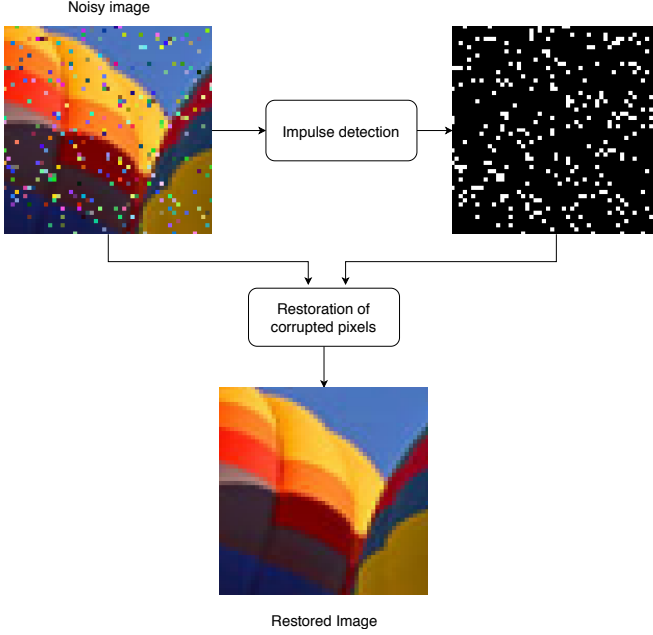 Noisy image
Impulse detection
Restoration of
corrupted pixels
Restored Image